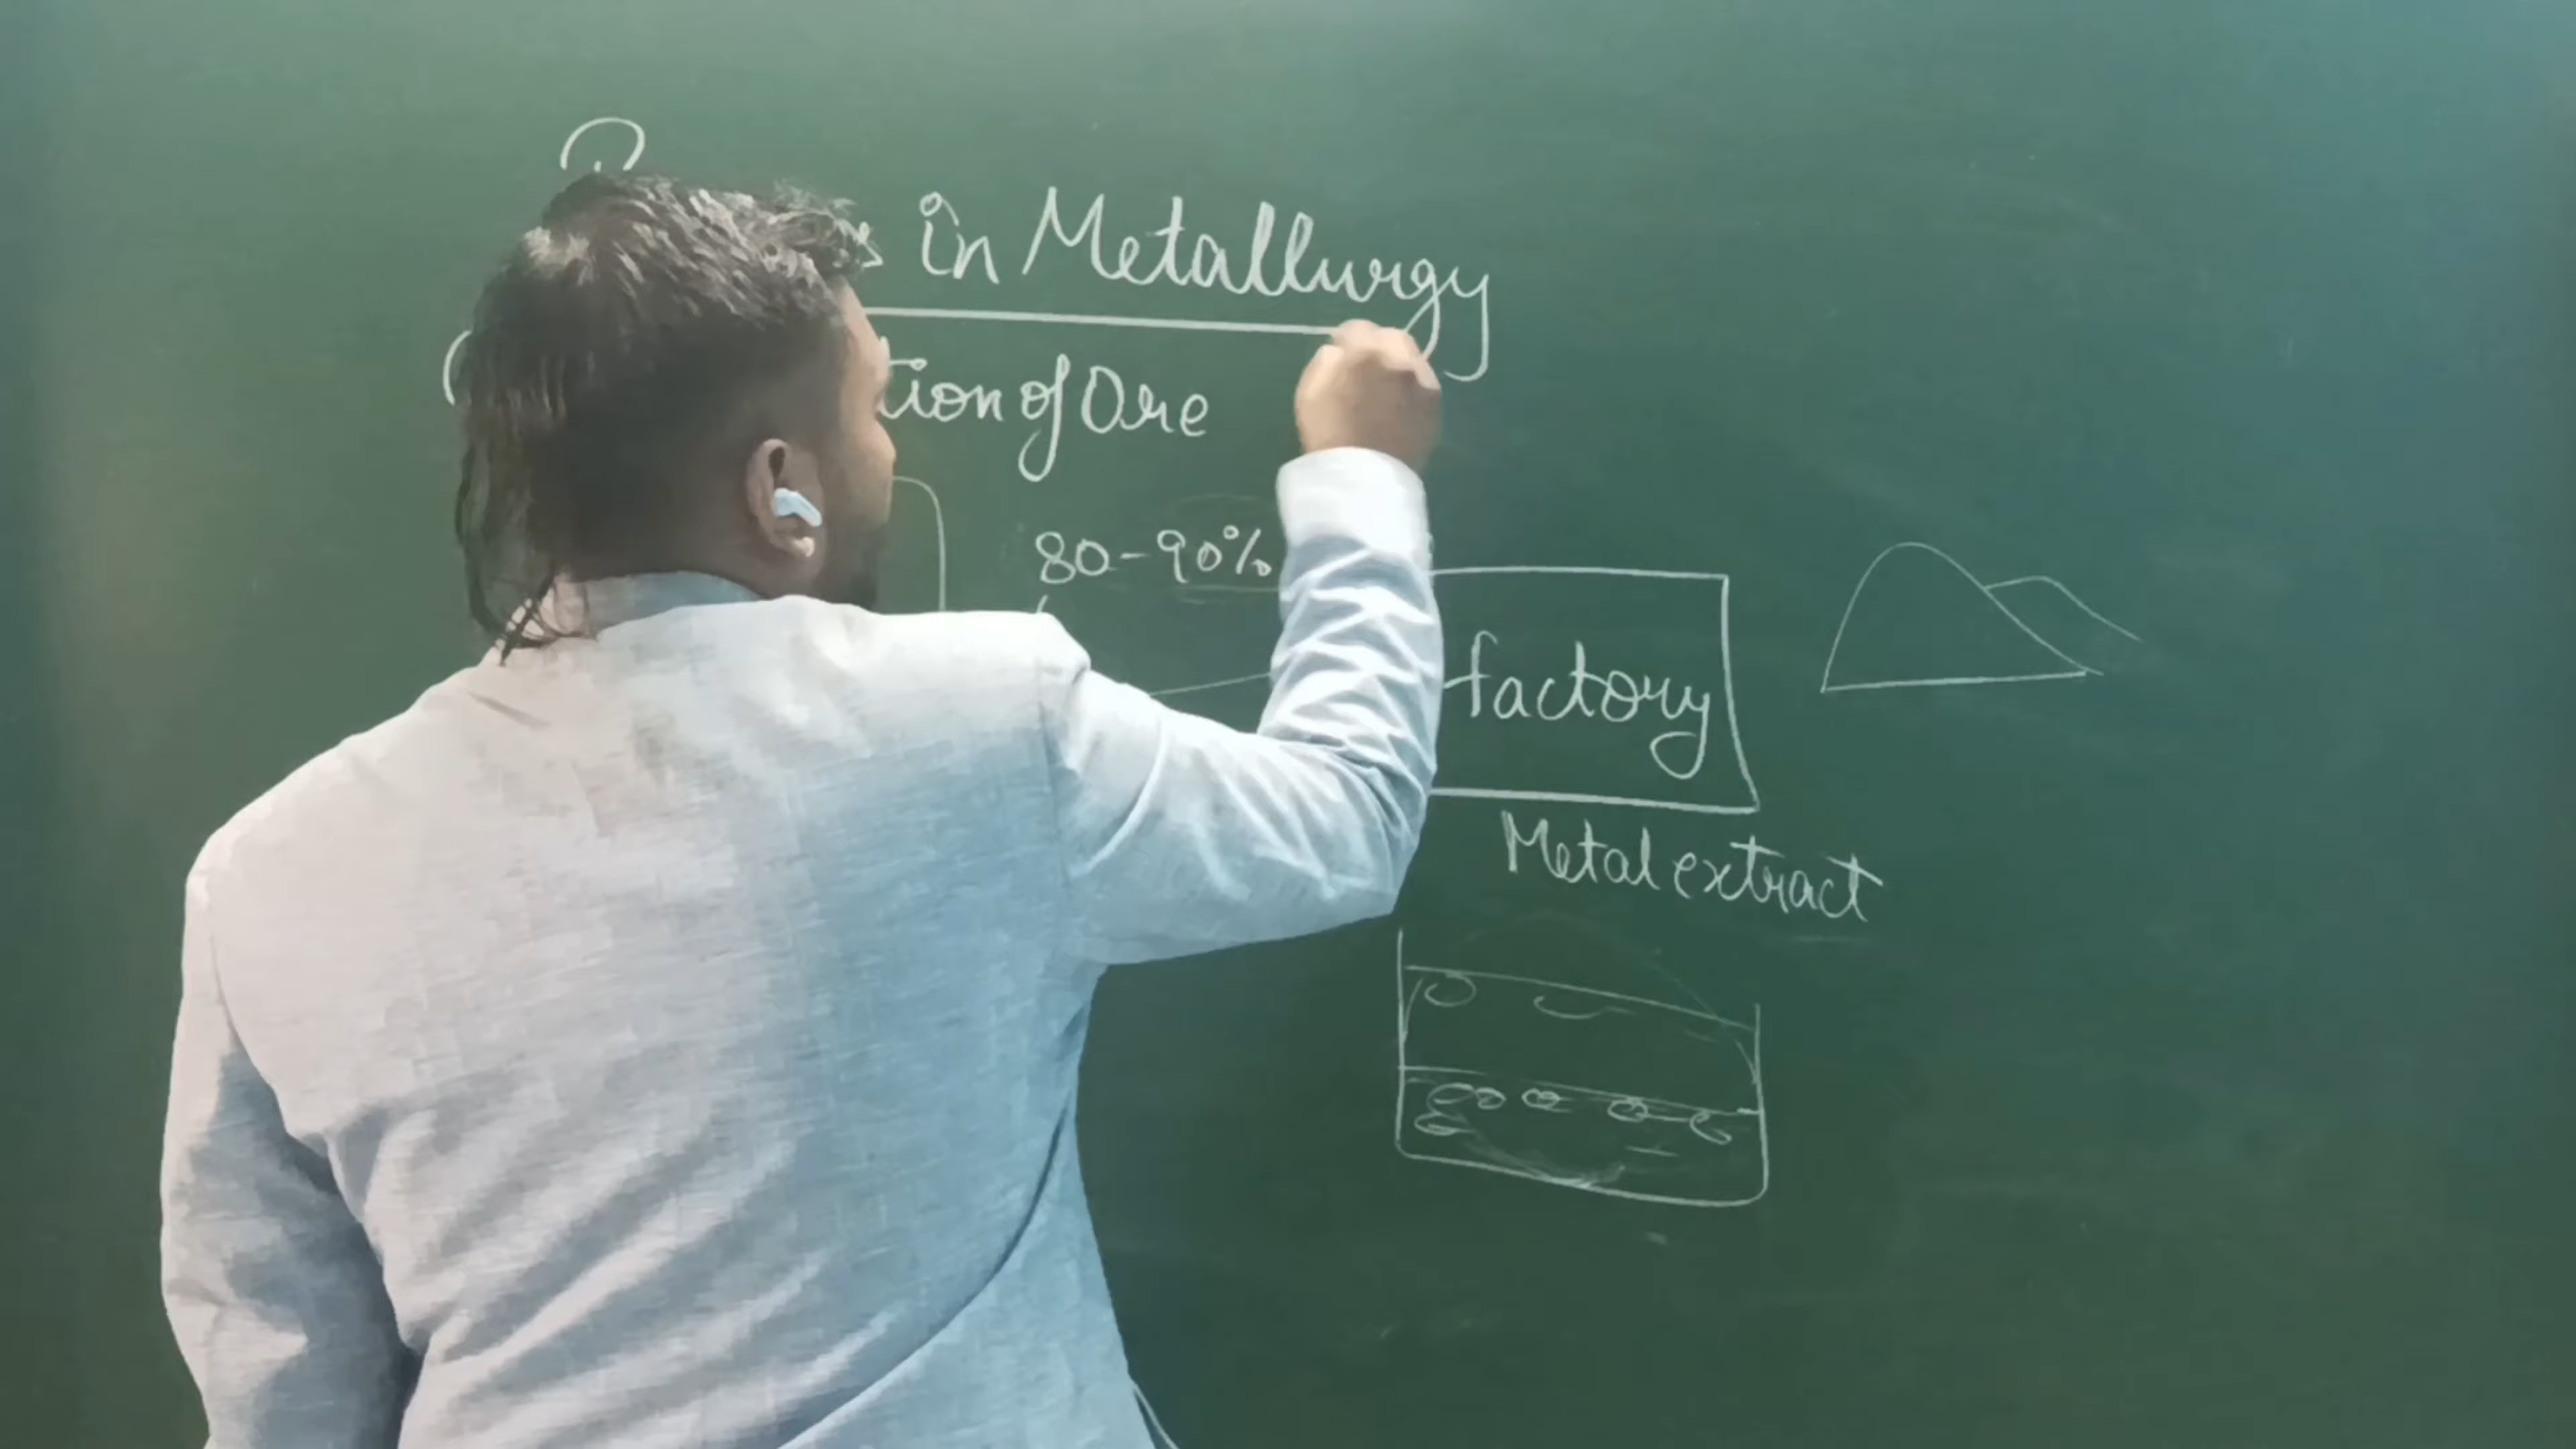 in Metallurgy
tion of Ore
80-90%
factory
Metal extract